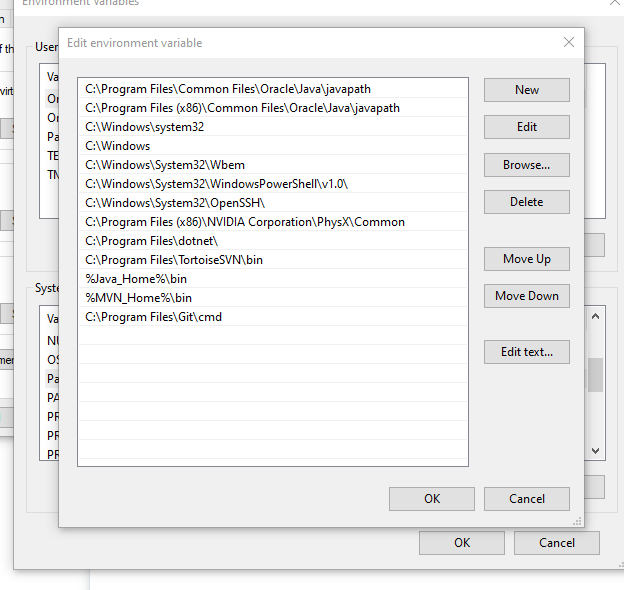 Environment Variables
Edit environment variable
User
Va
Or
Or
Pa
TE
TN
C:\Program Files\Common Files\Oracle\Java\javapath
C:\Program Files (x86)\Common Files\Oracle\Java\javapath
C:\Windows\system32
C:\Windows
C:\Windows\System32\Wbem
C:\Windows\System32\WindowsPowerShell\v1.0\
C:\Windows\System32\OpenSSH\
C:\Program Files (x86)\NVIDIA Corporation\PhysX\Common
C:\Program Files\dotnet\
C:\Program Files\TortoiseSVN\bin
%Java_Home%\bin
%MVN_Home%\bin
C:\Program Files\Git\cmd
New
Edit
Browse...
Delete
Move Up
Move Down
Edit text...
Syste
Va
NU
OS
Pa
PA
PR
PR
PR
OK
Cancel
OK
Cancel